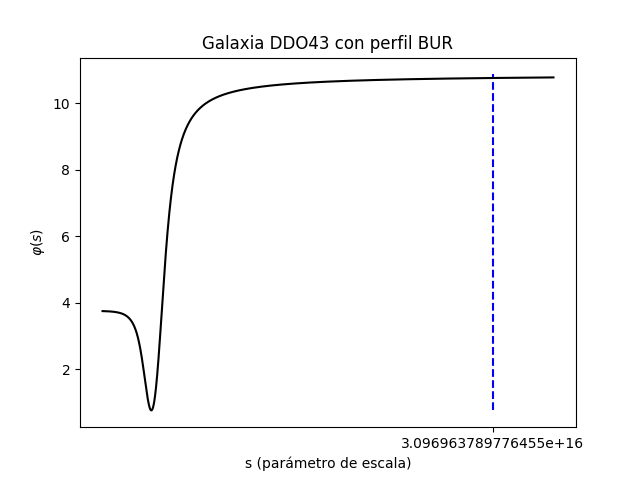 Galaxia DDO43 con perfil BUR
10
8
6
4
2
φ(s)
3.096963789776455e+16
s (parámetro de escala)